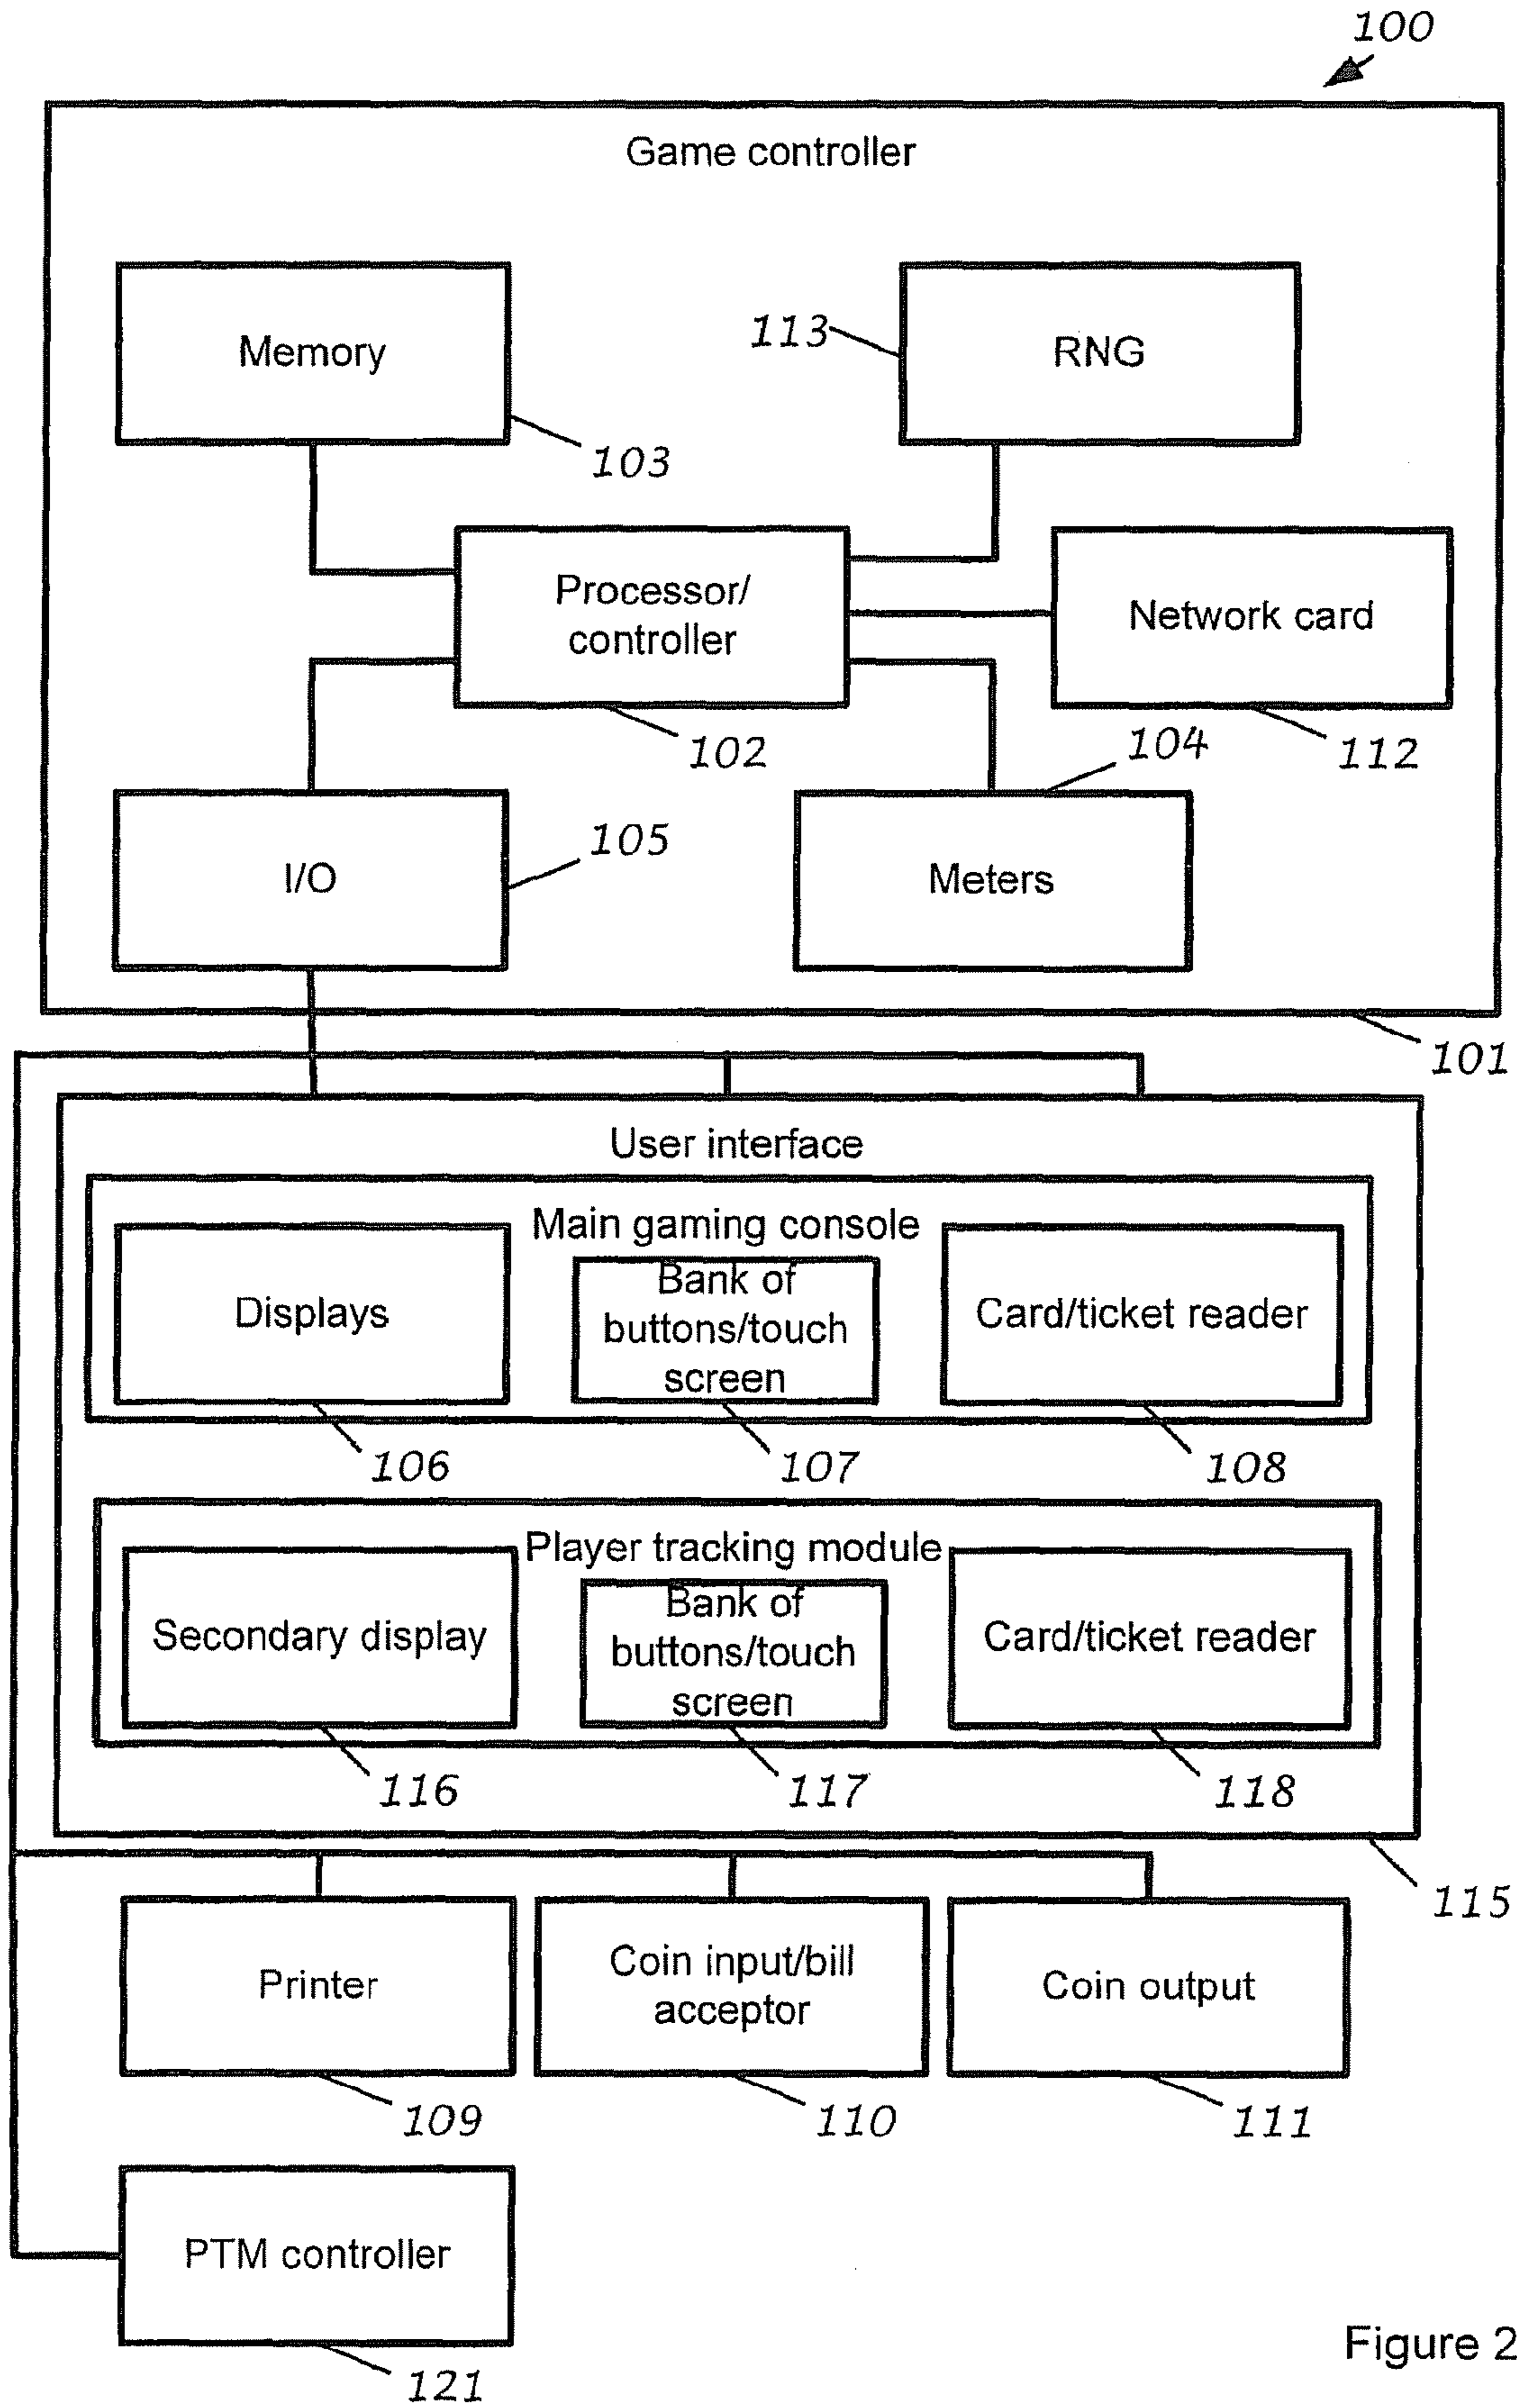 100
Game controller
Memory
113
RNG
103
Processor/
controller
Network card
102
104
112
I/O
105
Meters
101
User interface
Main gaming console
Displays
Bank of
buttons/touch
screen
Card/ticket reader
106
107
108
Player tracking module
Secondary display
Bank of
buttons/touch
screen
Card/ticket reader
116
117
118
115
Printer
Coin input/bill
acceptor
Coin output
109
110
111
PTM controller
121
Figure 2